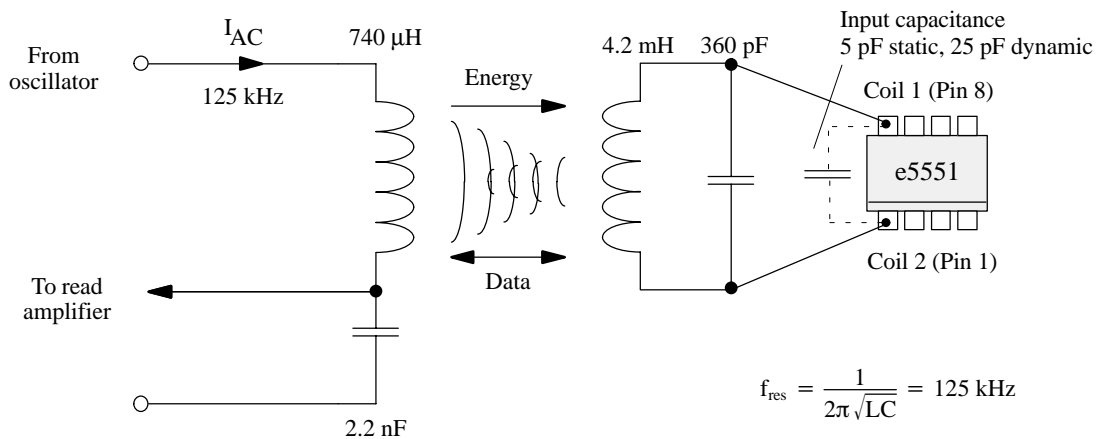 Input capacitance
5 pF static, 25 pF dynamic
From
oscillator
I_AC
125 kHz
740 μH
Energy
4.2 mH
360 pF
Coil 1 (Pin 8)
e5551
Coil 2 (Pin 1)
Data
To read
amplifier
2.2 nF
f_res = 1 / (2π√LC) = 125 kHz